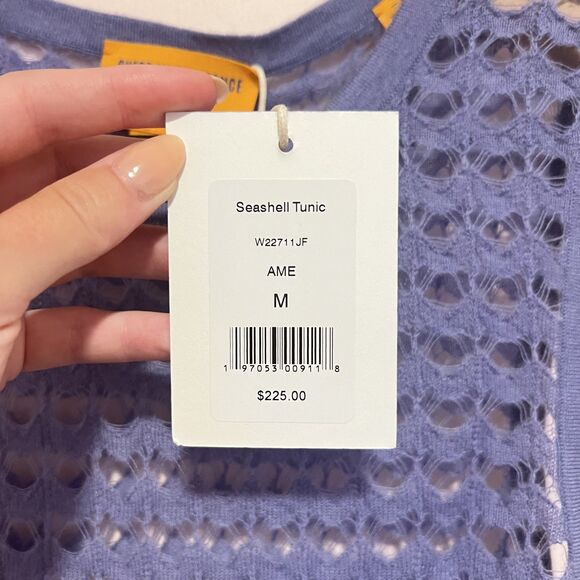 Seashell Tunic
W22711JF
AME
M
1 97053 00911 8
$225.00